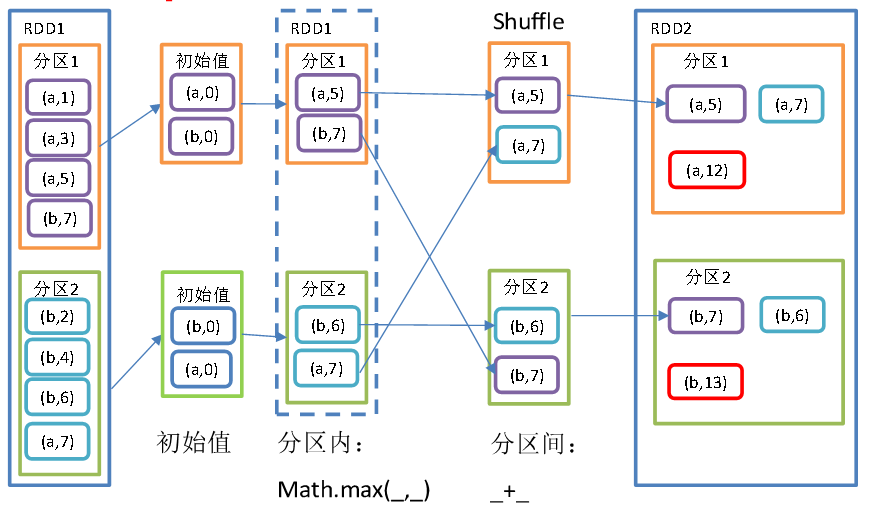 RDD1
分区1
(a,1)
(a,3)
(a,5)
(b,7)
分区2
(b,2)
(b,4)
(b,6)
(a,7)
初始值
(a,0)
(b,0)
初始值
(b,0)
(a,0)
初始值
RDD1
分区1
(a,5)
(b,7)
分区2
(b,6)
(a,7)
分区内：
Math.max(_,_)
Shuffle
分区1
(a,5)
(a,7)
分区2
(b,6)
(b,7)
分区间：
_+_
RDD2
分区1
(a,5) (a,7)
(a,12)
分区2
(b,7) (b,6)
(b,13)